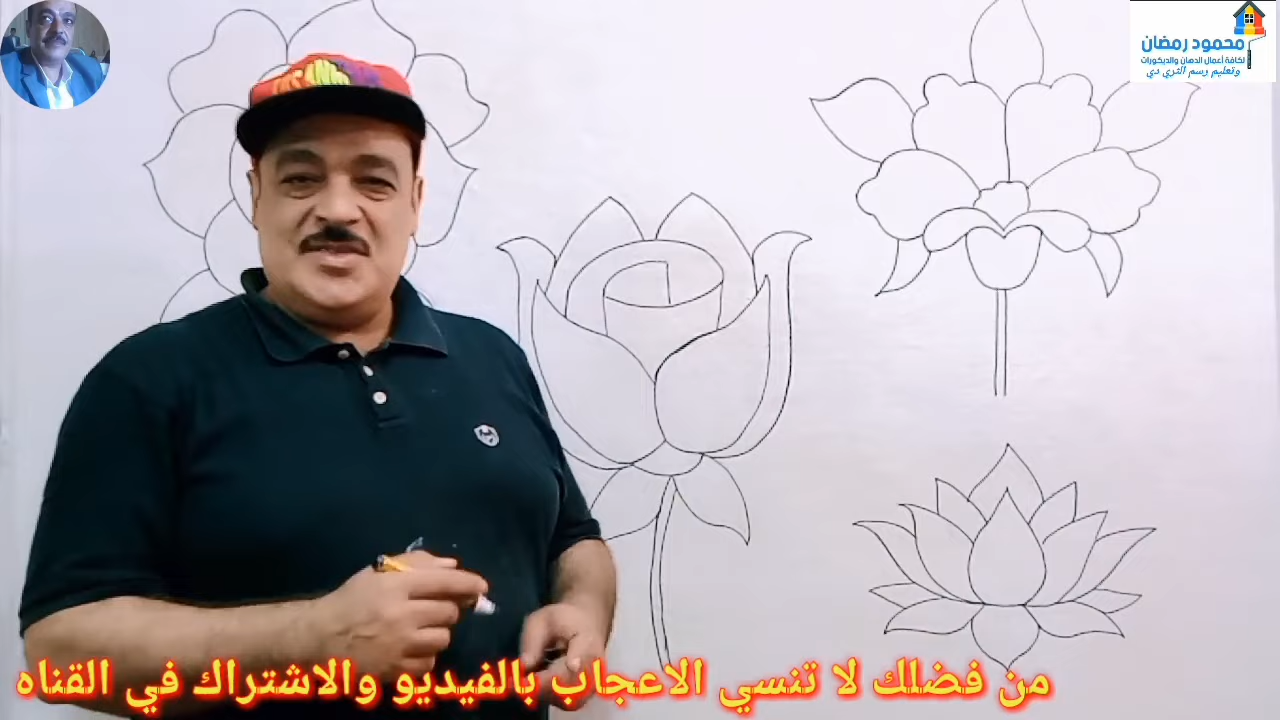 محمود رمضان
لكافة أعمال الدهان والديكورات
وتعليم رسم الثري دي
من فضلك لا تنسي الاعجاب بالفيديو والاشتراك في القناه